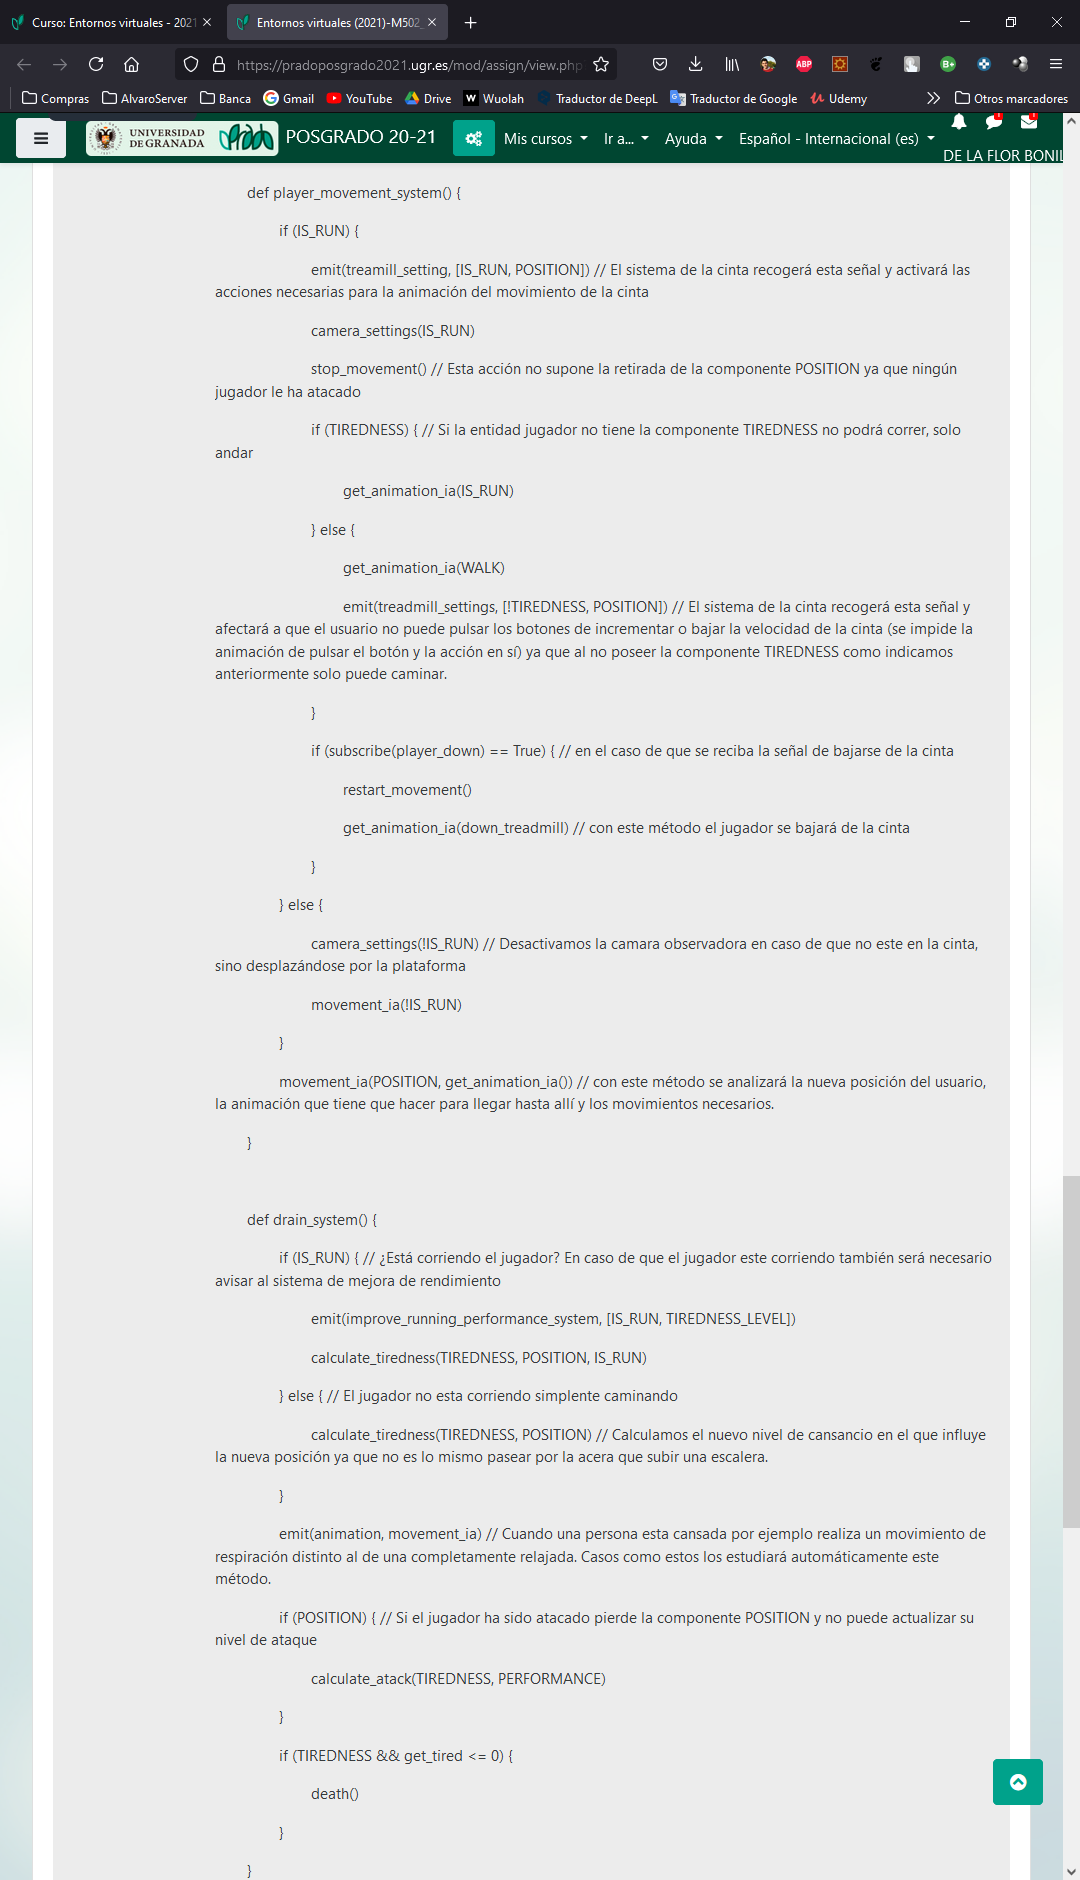 Curso: Entornos virtuales - 2021
Entornos virtuales (2021)-M502_
https://pradoposgrado2021.ugr.es/mod/assign/view.php
ABP
Compras
AlvaroServer
Banca
Gmail
YouTube
Drive
Wuolah
Traductor de DeepL
Traductor de Google
Udemy
Otros marcadores
UNIVERSIDAD
DE GRANADA
POSGRADO 20-21
Mis cursos
Ir a...
Ayuda
Español - Internacional (es)
DE LA FLOR BONIL
def player_movement_system() {
if (IS_RUN) {
emit(treamill_setting, [IS_RUN, POSITION]) // El sistema de la cinta recogerá esta señal y activará las
acciones necesarias para la animación del movimiento de la cinta
camera_settings(IS_RUN)
stop_movement() // Esta acción no supone la retirada de la componente POSITION ya que ningún
jugador le ha atacado
if (TIREDNESS) { // Si la entidad jugador no tiene la componente TIREDNESS no podrá correr, solo
andar
get_animation_ia(IS_RUN)
} else {
get_animation_ia(WALK)
emit(treadmill_settings, [!TIREDNESS, POSITION]) // El sistema de la cinta recogerá esta señal y
afectará a que el usuario no puede pulsar los botones de incrementar o bajar la velocidad de la cinta (se impide la
animación de pulsar el botón y la acción en sí) ya que al no poseer la componente TIREDNESS como indicamos
anteriormente solo puede caminar.
}
if (subscribe(player_down) == True) { // en el caso de que se reciba la señal de bajarse de la cinta
restart_movement()
get_animation_ia(down_treadmill) // con este método el jugador se bajará de la cinta
}
} else {
camera_settings(!IS_RUN) // Desactivamos la camara observadora en caso de que no este en la cinta,
sino desplazándose por la plataforma
movement_ia(!IS_RUN)
}
movement_ia(POSITION, get_animation_ia()) // con este método se analizará la nueva posición del usuario,
la animación que tiene que hacer para llegar hasta allí y los movimientos necesarios.
}
def drain_system() {
if (IS_RUN) { // ¿Está corriendo el jugador? En caso de que el jugador este corriendo también será necesario
avisar al sistema de mejora de rendimiento
emit(improve_running_performance_system, [IS_RUN, TIREDNESS_LEVEL])
calculate_tiredness(TIREDNESS, POSITION, IS_RUN)
} else { // El jugador no esta corriendo simplente caminando
calculate_tiredness(TIREDNESS, POSITION) // Calculamos el nuevo nivel de cansancio en el que influye
la nueva posición ya que no es lo mismo pasear por la acera que subir una escalera.
}
emit(animation, movement_ia) // Cuando una persona esta cansada por ejemplo realiza un movimiento de
respiración distinto al de una completamente relajada. Casos como estos los estudiará automáticamente este
método.
if (POSITION) { // Si el jugador ha sido atacado pierde la componente POSITION y no puede actualizar su
nivel de ataque
calculate_atack(TIREDNESS, PERFORMANCE)
}
if (TIREDNESS && get_tired <= 0) {
death()
}
}